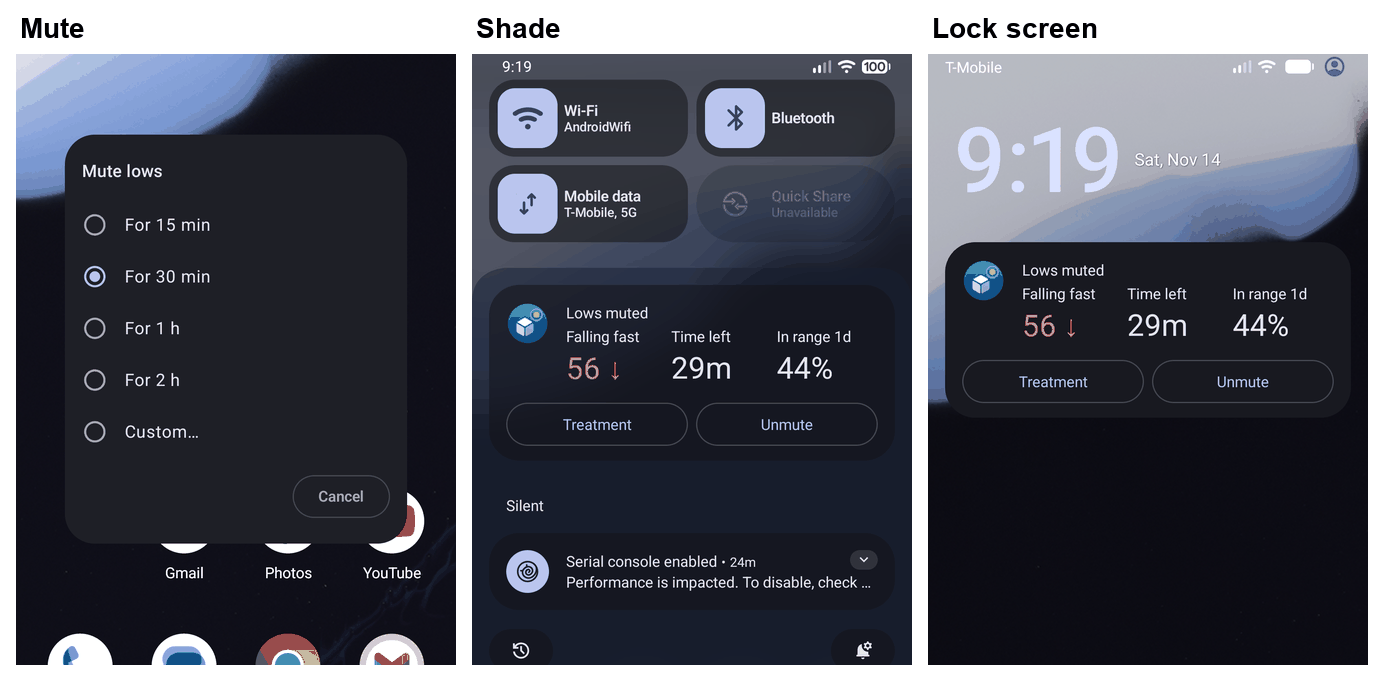 Mute
Mute lows
For 15 min
For 30 min
For 1 h
For 2 h
Custom…
Cancel
Gmail
Photos
YouTube
Shade
9:19
100
Wi-Fi
AndroidWifi
Bluetooth
Mobile data
T-Mobile, 5G
Quick Share
Unavailable
Lows muted
Falling fast
Time left
In range 1d
56 ↓
29m
44%
Treatment
Unmute
Silent
Serial console enabled • 24m
Performance is impacted. To disable, check …
Lock screen
T-Mobile
9:19
Sat, Nov 14
Lows muted
Falling fast
Time left
In range 1d
56 ↓
29m
44%
Treatment
Unmute